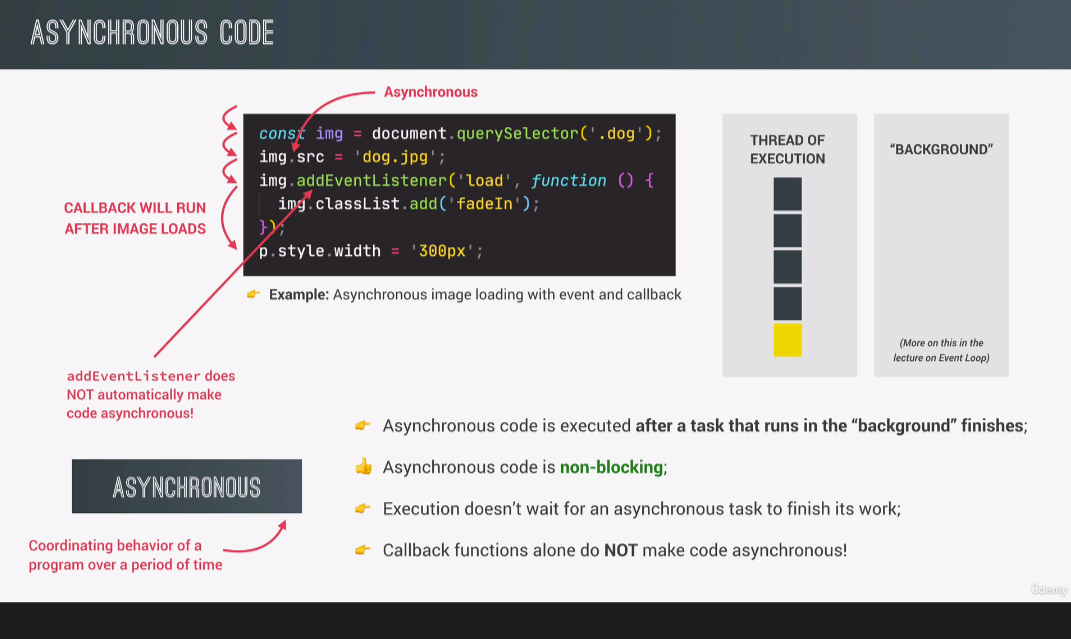 ASYNCHRONOUS CODE
Asynchronous
const img = document.querySelector('.dog');
img.src = 'dog.jpg';
img.addEventListener('load', function () {
  img.classList.add('fadeIn');
});
p.style.width = '300px';
CALLBACK WILL RUN
AFTER IMAGE LOADS
👉 Example: Asynchronous image loading with event and callback
THREAD OF
EXECUTION
“BACKGROUND”
(More on this in the
lecture on Event Loop)
addEventListener does
NOT automatically make
code asynchronous!
👉 Asynchronous code is executed after a task that runs in the “background” finishes;
👍 Asynchronous code is non-blocking;
👉 Execution doesn’t wait for an asynchronous task to finish its work;
👉 Callback functions alone do NOT make code asynchronous!
ASYNCHRONOUS
Coordinating behavior of a
program over a period of time
ûdemy